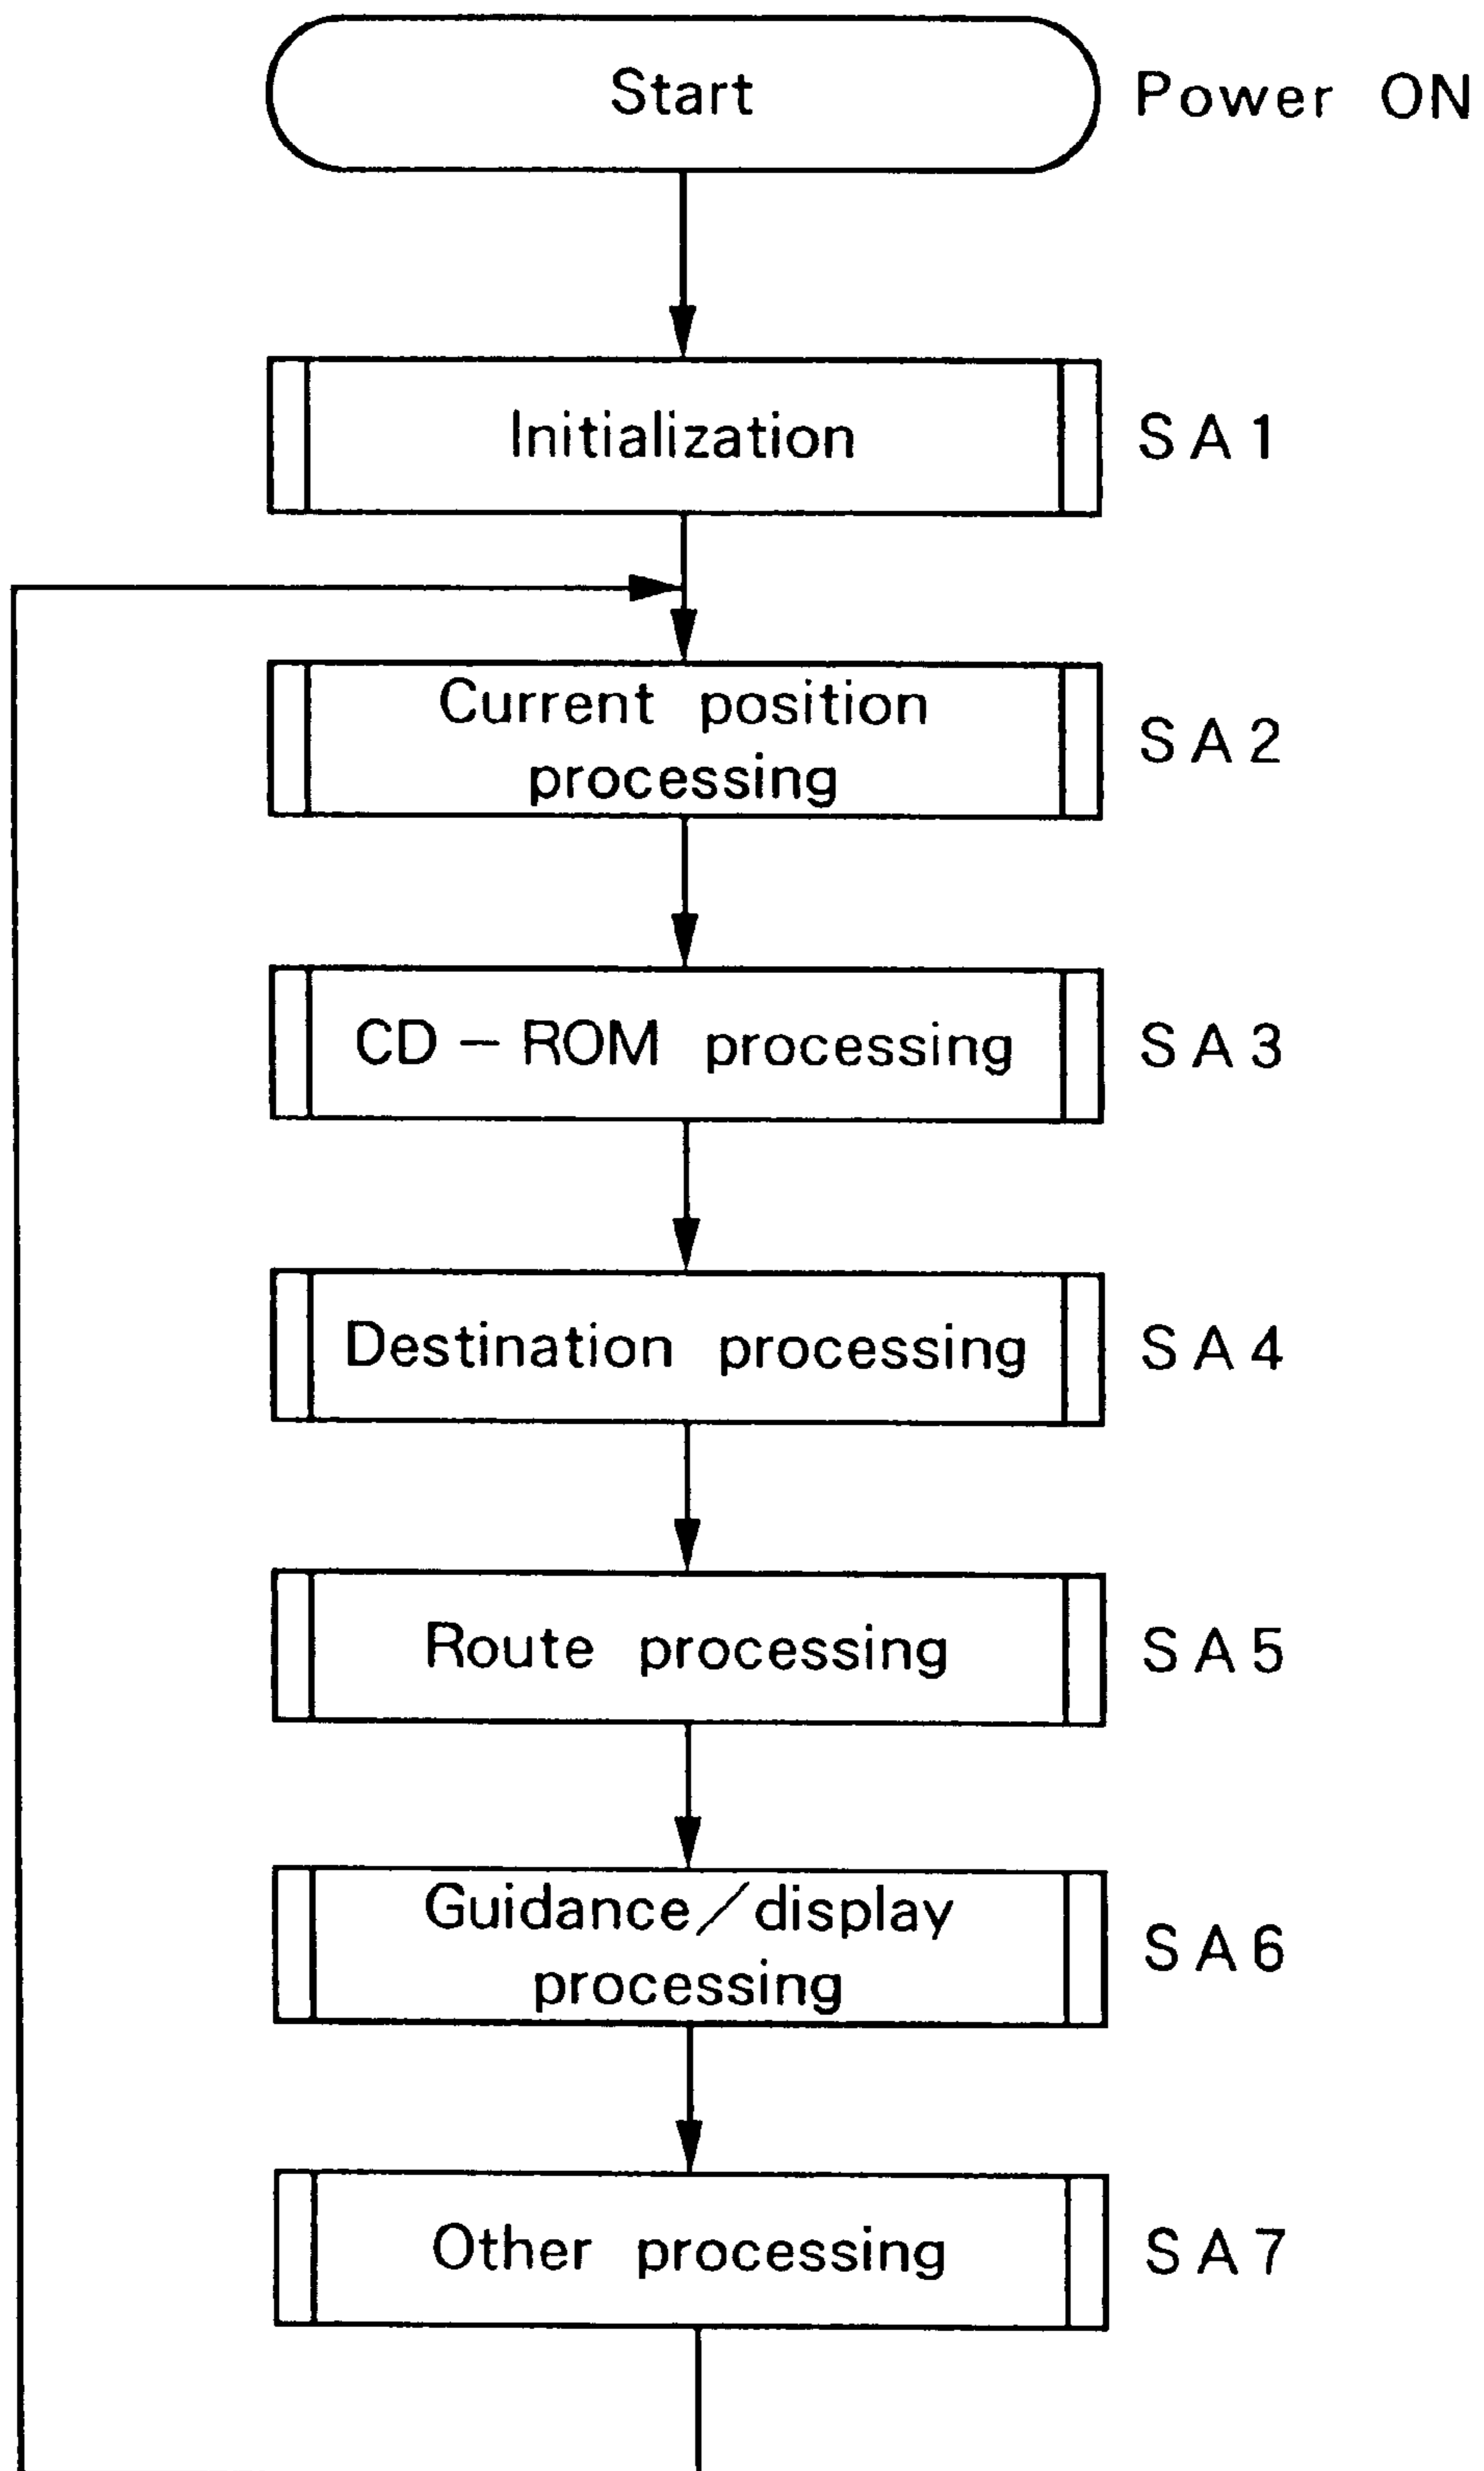 Start
Power ON
Initialization
SA1
Current position
processing
SA2
CD-ROM processing
SA3
Destination processing
SA4
Route processing
SA5
Guidance/display
processing
SA6
Other processing
SA7